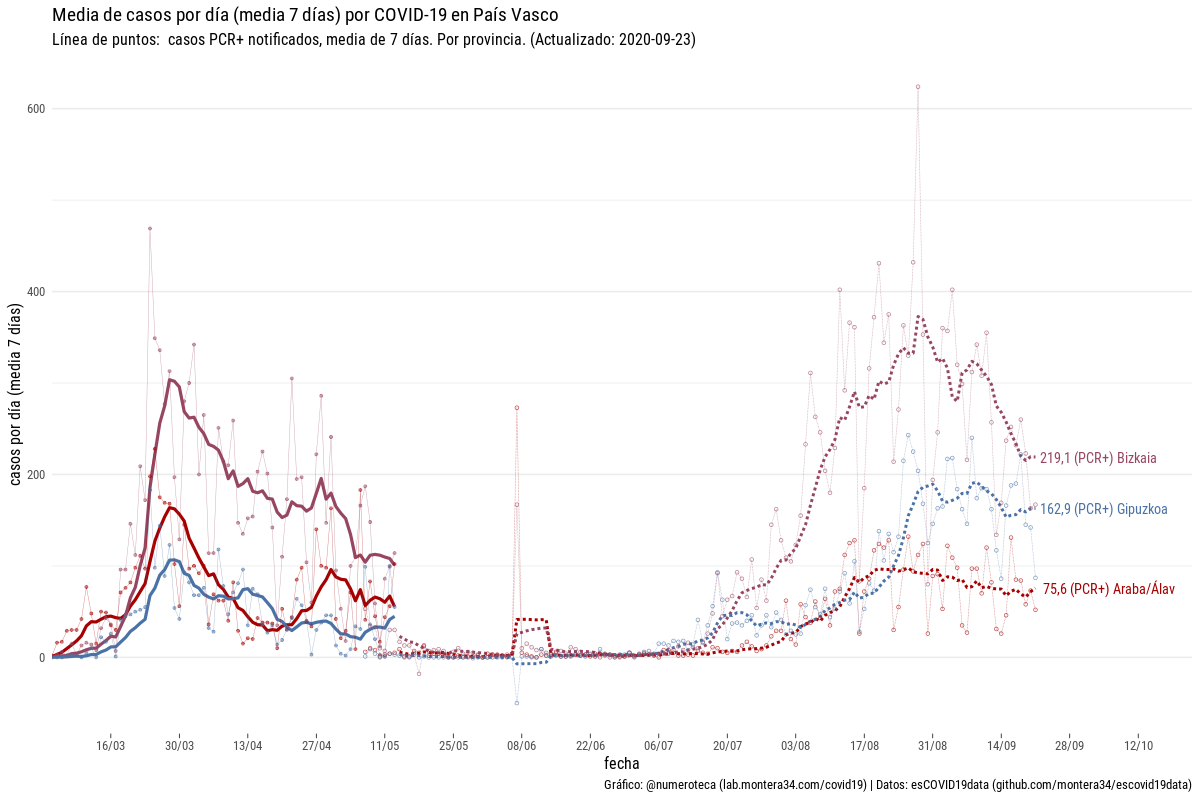 Media de casos por día (media 7 días) por COVID-19 en País Vasco
Línea de puntos:  casos PCR+ notificados, media de 7 días. Por provincia. (Actualizado: 2020-09-23)
600
400
200
0
casos por día (media 7 días)
219,1 (PCR+) Bizkaia
162,9 (PCR+) Gipuzkoa
75,6 (PCR+) Araba/Álav
16/03 30/03 13/04 27/04 11/05 25/05 08/06 22/06 06/07 20/07 03/08 17/08 31/08 14/09 28/09 12/10
fecha
Gráfico: @numeroteca (lab.montera34.com/covid19) | Datos: esCOVID19data (github.com/montera34/escovid19data)